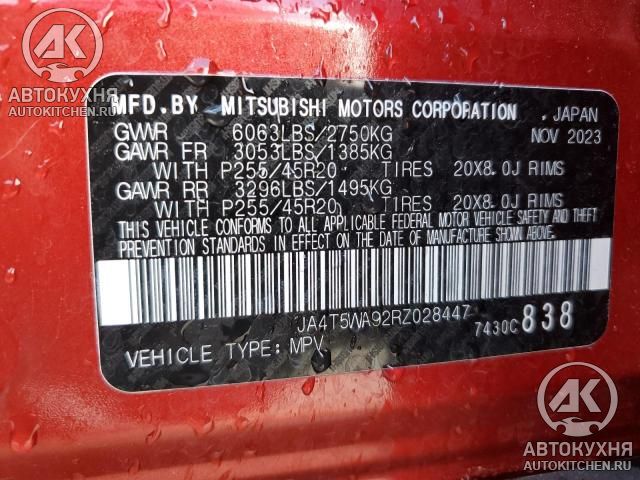 АК
АВТОКУХНЯ
AUTOKITCHEN.RU
MFD.BY MITSUBISHI MOTORS CORPORATION, JAPAN
GVWR 6063LBS/2750KG NOV 2023
GAWR FR 3053LBS/1385KG
WITH P255/45R20 TIRES 20X8.0J RIMS
GAWR RR 3296LBS/1495KG
WITH P255/45R20 TIRES 20X8.0J RIMS
THIS VEHICLE CONFORMS TO ALL APPLICABLE FEDERAL MOTOR VEHICLE SAFETY AND THEFT
PREVENTION STANDARDS IN EFFECT ON THE DATE OF MANUFACTURE SHOWN ABOVE.
JA4T5WA92RZ028447 7430C 838
VEHICLE TYPE: MPV
АК
АВТОКУХНЯ
AUTOKITCHEN.RU